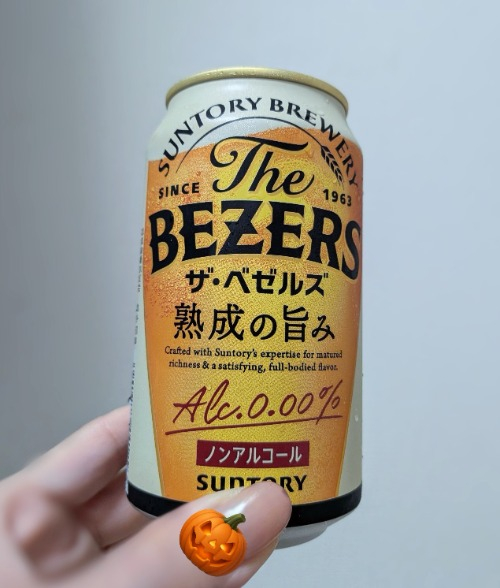 SUNTORY BREWERY
The
SINCE 1963
BEZERS
ザ・ベゼルズ
熟成の旨み
Crafted with Suntory's expertise for matured
richness & a satisfying, full-bodied flavor.
Alc.0.00%
ノンアルコール
SUNTORY